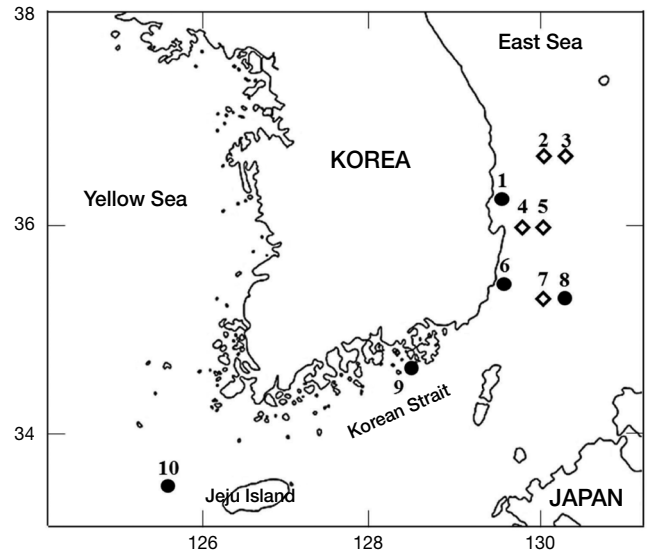 38
East Sea
2 3
KOREA
1
Yellow Sea
4 5
36
6
7 8
9
Korean Strait
34
10
Jeju Island
JAPAN
126
128
130